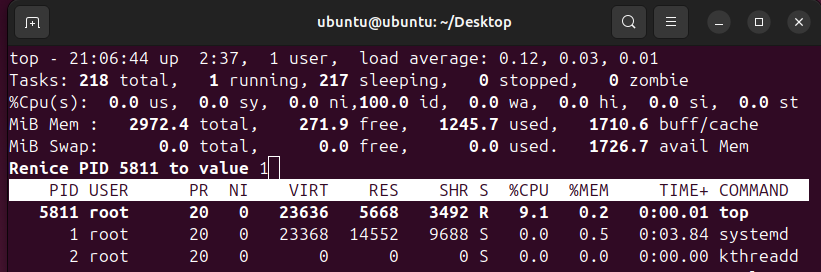 ubuntu@ubuntu: ~/Desktop
top - 21:06:44 up  2:37,  1 user,  load average: 0.12, 0.03, 0.01
Tasks: 218 total,   1 running, 217 sleeping,   0 stopped,   0 zombie
%Cpu(s):  0.0 us,  0.0 sy,  0.0 ni,100.0 id,  0.0 wa,  0.0 hi,  0.0 si,  0.0 st
MiB Mem :   2972.4 total,    271.9 free,   1245.7 used,   1710.6 buff/cache
MiB Swap:      0.0 total,      0.0 free,      0.0 used.   1726.7 avail Mem
Renice PID 5811 to value 1
PID USER      PR  NI    VIRT    RES    SHR S  %CPU  %MEM     TIME+ COMMAND
5811 root      20   0   23636   5668   3492 R   9.1   0.2   0:00.01 top
1 root      20   0   23368  14552   9688 S   0.0   0.5   0:03.84 systemd
2 root      20   0       0      0      0 S   0.0   0.0   0:00.00 kthreadd